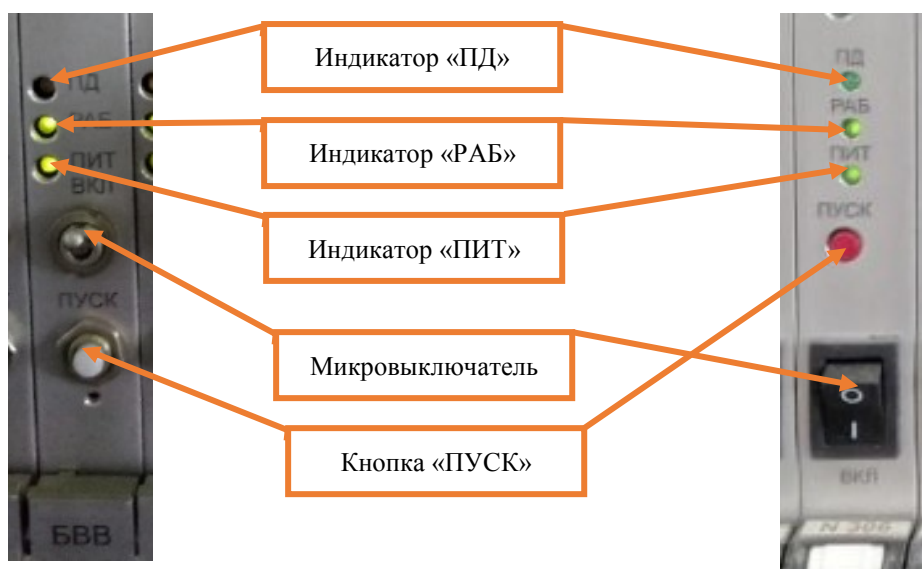 ПД
РАБ
ПИТ
ВКЛ
ПУСК
БВВ
Индикатор «ПД»
Индикатор «РАБ»
Индикатор «ПИТ»
Микровыключатель
Кнопка «ПУСК»
ПД
РАБ
ПИТ
ПУСК
O
I
ВКЛ
N 306